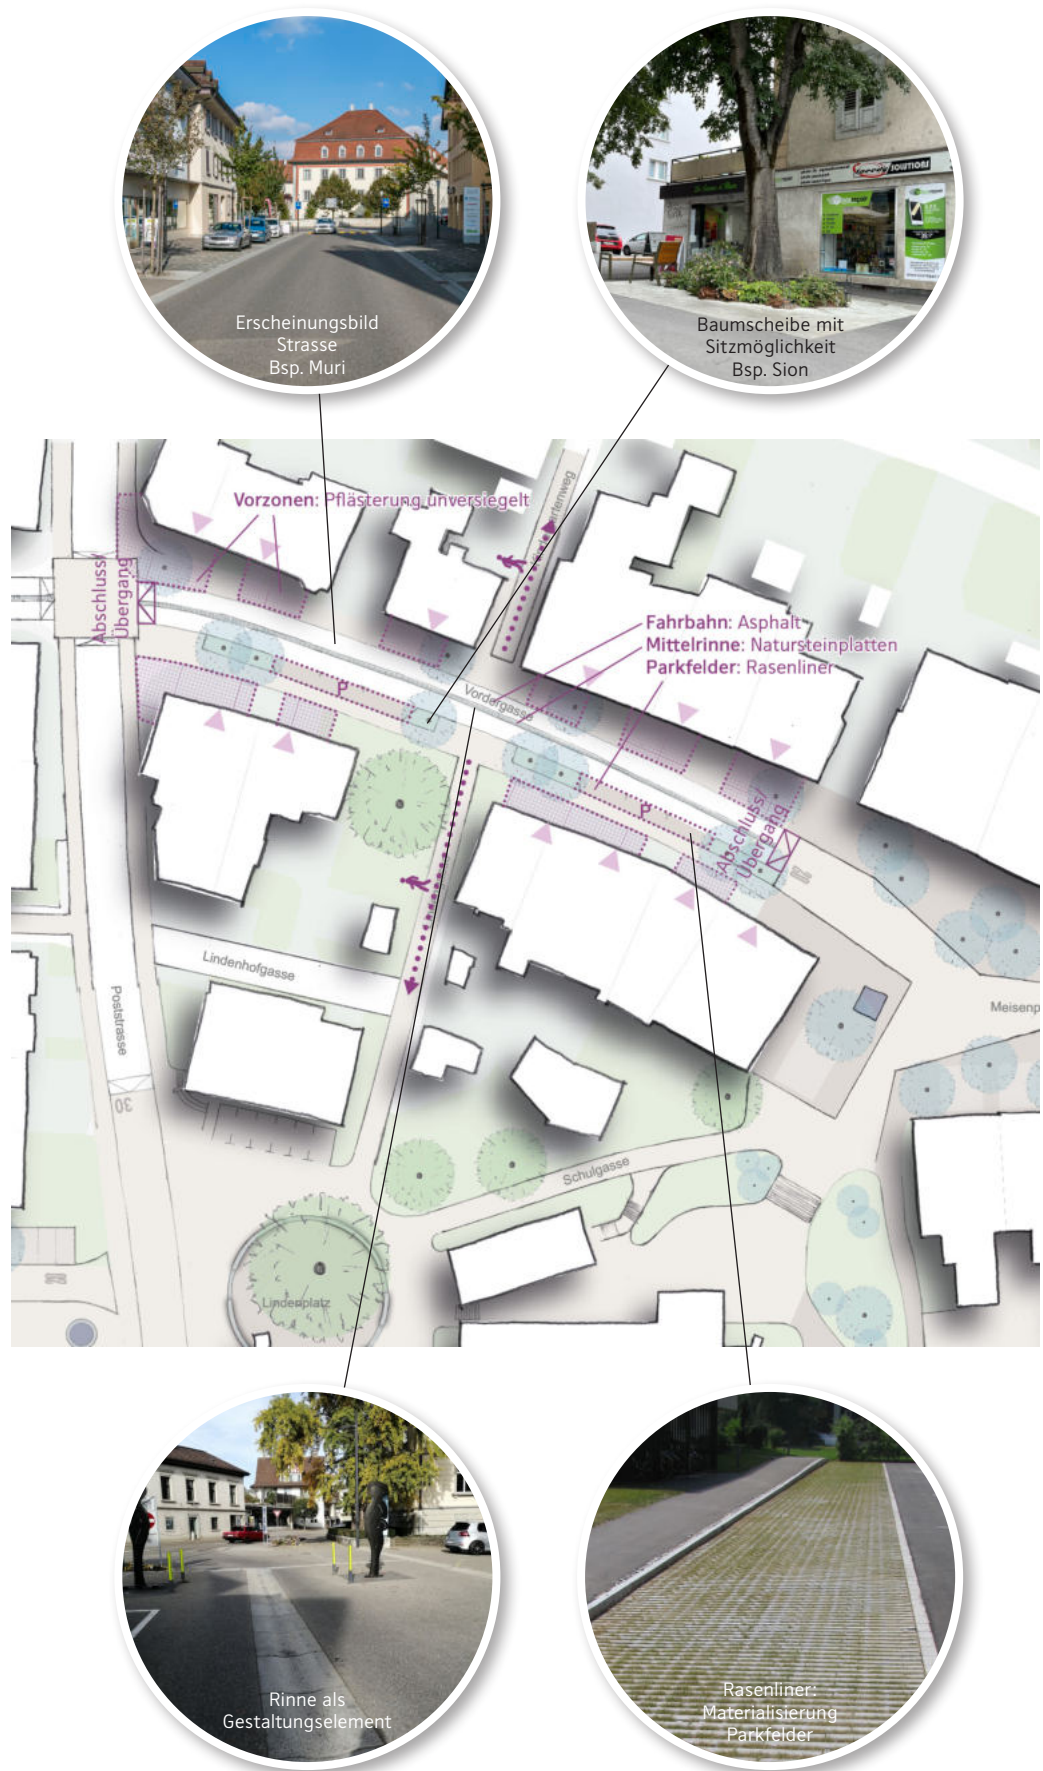 Erscheinungsbild
Strasse
Bsp. Muri
SOLUTIONS
Baumscheibe mit
Sitzmöglichkeit
Bsp. Sion
Vorzonen: Pflästerung unversiegelt
Abschluss/
Übergang
Fahrbahn: Asphalt
Mittelrinne: Natursteinplatten
Parkfelder: Rasenliner
P
Vordergasse
P
Abschluss/
Übergang
Lindenhofgasse
Poststrasse
30
Schulgasse
Lindenplatz
Rinne als
Gestaltungselement
Rasenliner:
Materialisierung
Parkfelder